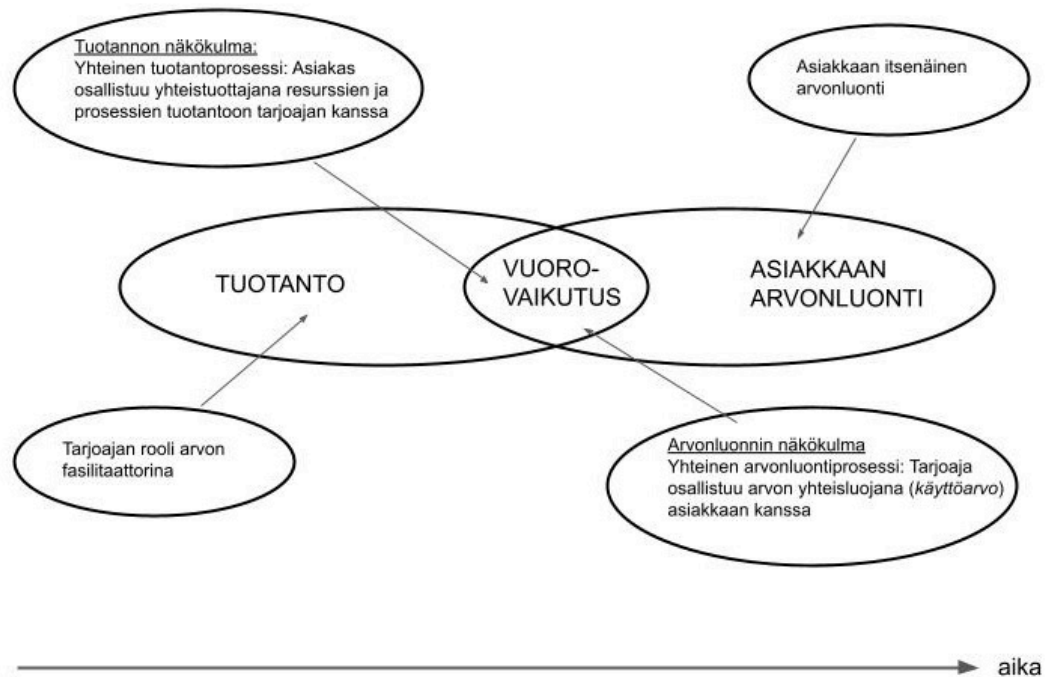 Tuotannon näkökulma:
Yhteinen tuotantoprosessi: Asiakas
osallistuu yhteistuottajana resurssien ja
prosessien tuotantoon tarjoajan kanssa
Asiakkaan itsenäinen
arvonluonti
TUOTANTO
VUORO-
VAIKUTUS
ASIAKKAAN
ARVONLUONTI
Tarjoajan rooli arvon
fasilitaattorina
Arvonluonnin näkökulma
Yhteinen arvonluontiprosessi: Tarjoaja
osallistuu arvon yhteisluojana (käyttöarvo)
asiakkaan kanssa
aika